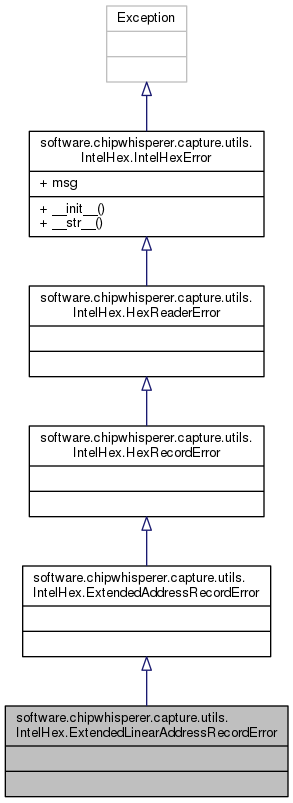 Exception
software.chipwhisperer.capture.utils.
IntelHex.IntelHexError
+ msg
+ __init__()
+ __str__()
software.chipwhisperer.capture.utils.
IntelHex.HexReaderError
software.chipwhisperer.capture.utils.
IntelHex.HexRecordError
software.chipwhisperer.capture.utils.
IntelHex.ExtendedAddressRecordError
software.chipwhisperer.capture.utils.
IntelHex.ExtendedLinearAddressRecordError